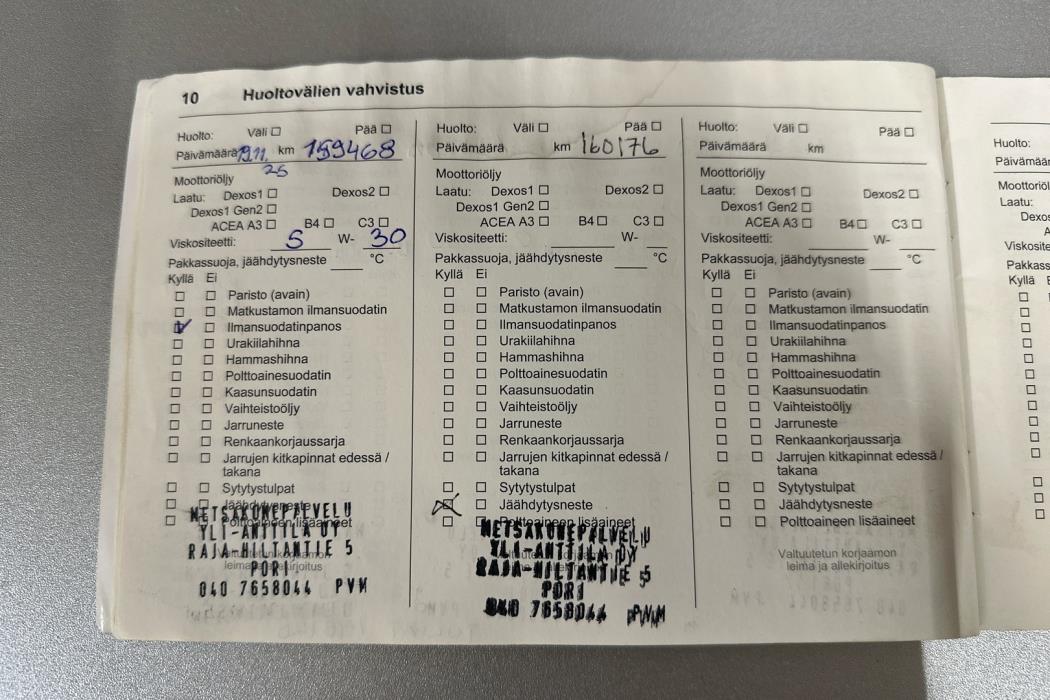 10 Huoltovälien vahvistus
Huolto: Väli Pää
Päivämäärä 19.11. km 159468
25
Moottoriöljy
Laatu: Dexos1 Dexos2
Dexos1 Gen2
ACEA A3 B4 C3
Viskositeetti: 5 W- 30
Pakkassuoja, jäähdytysneste °C
Kyllä Ei
Paristo (avain)
Matkustamon ilmansuodatin
Ilmansuodatinpanos
Urakiilahihna
Hammashihna
Polttoainesuodatin
Kaasunsuodatin
Vaihteistoöljy
Jarruneste
Renkaankorjaussarja
Jarrujen kitkapinnat edessä /
takana
Sytytystulpat
Jäähdytysneste
Polttoaineen lisäaineet
METSÄKONEPALVELU
YLI-ANTTILA OY
RAJA-HILTANTIE 5
PORI
leima ja allekirjoitus
040 7658044 PVM
Huolto: Väli Pää
Päivämäärä km 160176
Moottoriöljy
Laatu: Dexos1 Dexos2
Dexos1 Gen2
ACEA A3 B4 C3
Viskositeetti: W-
Pakkassuoja, jäähdytysneste °C
Kyllä Ei
Paristo (avain)
Matkustamon ilmansuodatin
Ilmansuodatinpanos
Urakiilahihna
Hammashihna
Polttoainesuodatin
Kaasunsuodatin
Vaihteistoöljy
Jarruneste
Renkaankorjaussarja
Jarrujen kitkapinnat edessä /
takana
Sytytystulpat
Jäähdytysneste
Polttoaineen lisäaineet
METSÄKONEPALVELU
YLI-ANTTILA OY
RAJA-HILTANTIE 5
PORI
040 7658044 PVM
Huolto: Väli Pää
Päivämäärä km
Moottoriöljy
Laatu: Dexos1 Dexos2
Dexos1 Gen2
ACEA A3 B4 C3
Viskositeetti: W-
Pakkassuoja, jäähdytysneste °C
Kyllä Ei
Paristo (avain)
Matkustamon ilmansuodatin
Ilmansuodatinpanos
Urakiilahihna
Hammashihna
Polttoainesuodatin
Kaasunsuodatin
Vaihteistoöljy
Jarruneste
Renkaankorjaussarja
Jarrujen kitkapinnat edessä /
takana
Sytytystulpat
Jäähdytysneste
Polttoaineen lisäaineet
Valtuutetun korjaamon
leima ja allekirjoitus
Huolto:
Laatu:
Kyllä